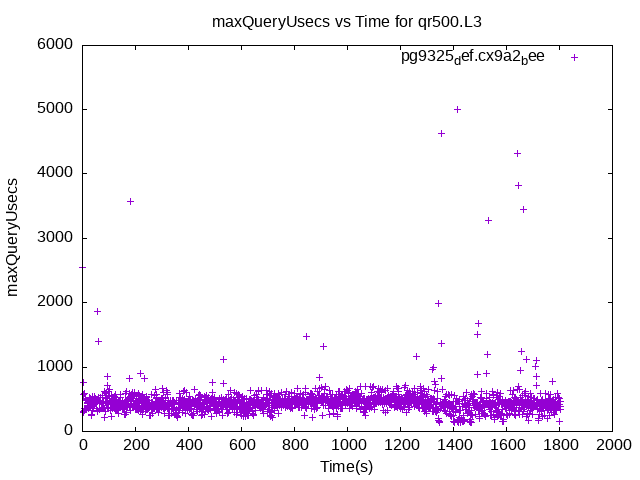 maxQueryUsecs vs Time for qr500.L3
pg9325def.cx9a2bee
6000
5000
4000
3000
2000
1000
0
maxQueryUsecs
0 200 400 600 800 1000 1200 1400 1600 1800 2000
Time(s)